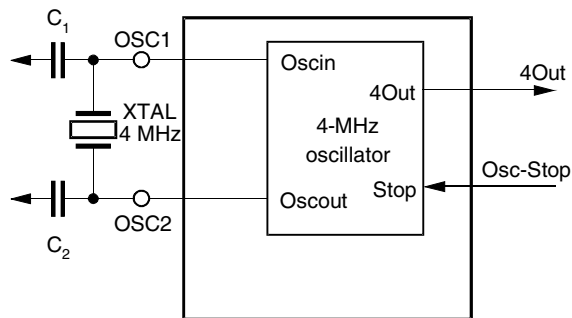 C1
OSC1
Oscin
4Out
4Out
XTAL
4 MHz
4-MHz
oscillator
Osc-Stop
Stop
Oscout
OSC2
C2